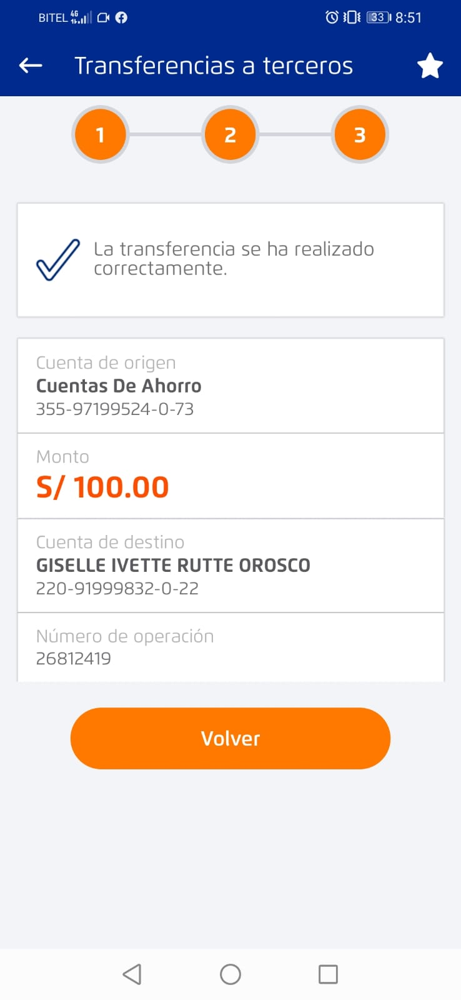 BITEL 4G 33 8:51
Transferencias a terceros
1 2 3
La transferencia se ha realizado
correctamente.
Cuenta de origen
Cuentas De Ahorro
355-97199524-0-73
Monto
S/ 100.00
Cuenta de destino
GISELLE IVETTE RUTTE OROSCO
220-91999832-0-22
Número de operación
26812419
Volver